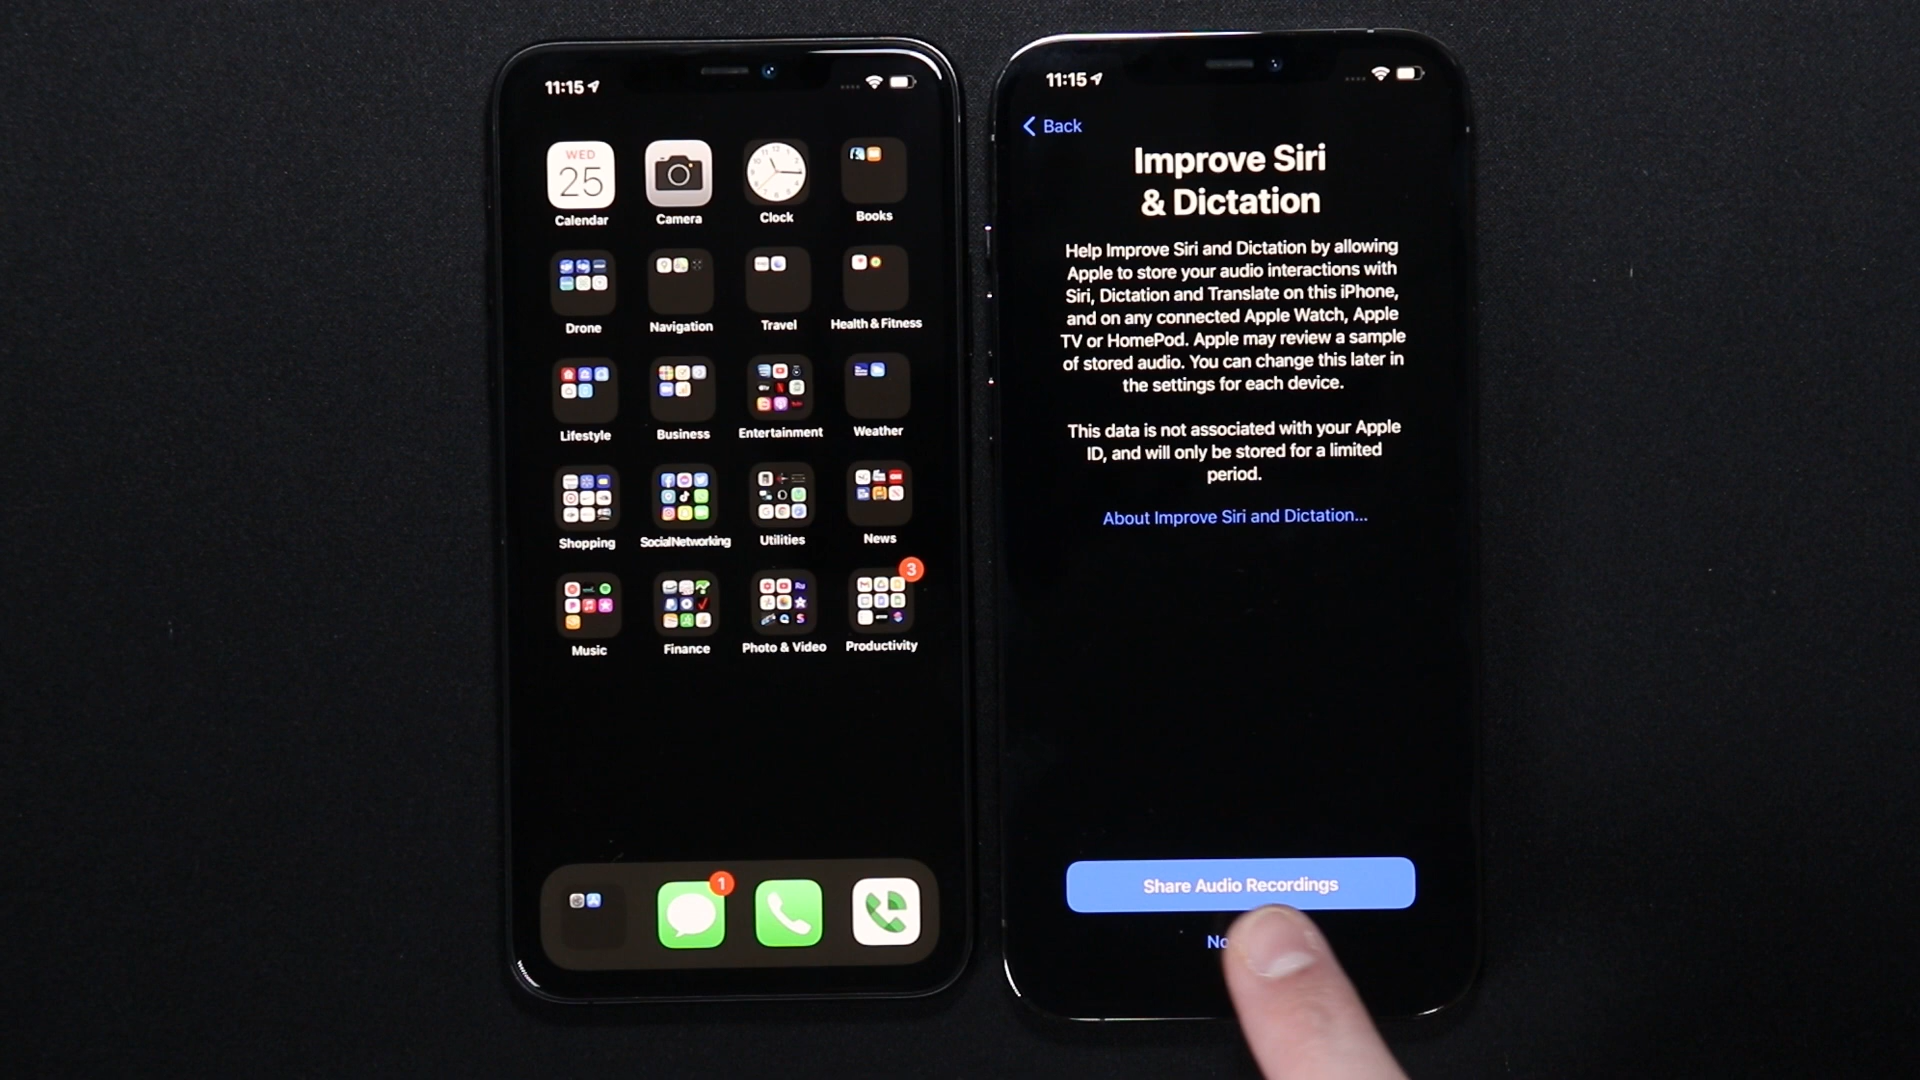 11:15
WED
25
Calendar
Camera
Clock
Books
Drone
Navigation
Travel
Health & Fitness
Lifestyle
Business
Entertainment
Weather
Shopping
Social Networking
Utilities
News
3
Music
Finance
Photo & Video
Productivity
1
11:15
Back
Improve Siri
& Dictation
Help Improve Siri and Dictation by allowing
Apple to store your audio interactions with
Siri, Dictation and Translate on this iPhone,
and on any connected Apple Watch, Apple
TV or HomePod. Apple may review a sample
of stored audio. You can change this later in
the settings for each device.
This data is not associated with your Apple
ID, and will only be stored for a limited
period.
About Improve Siri and Dictation...
Share Audio Recordings
No